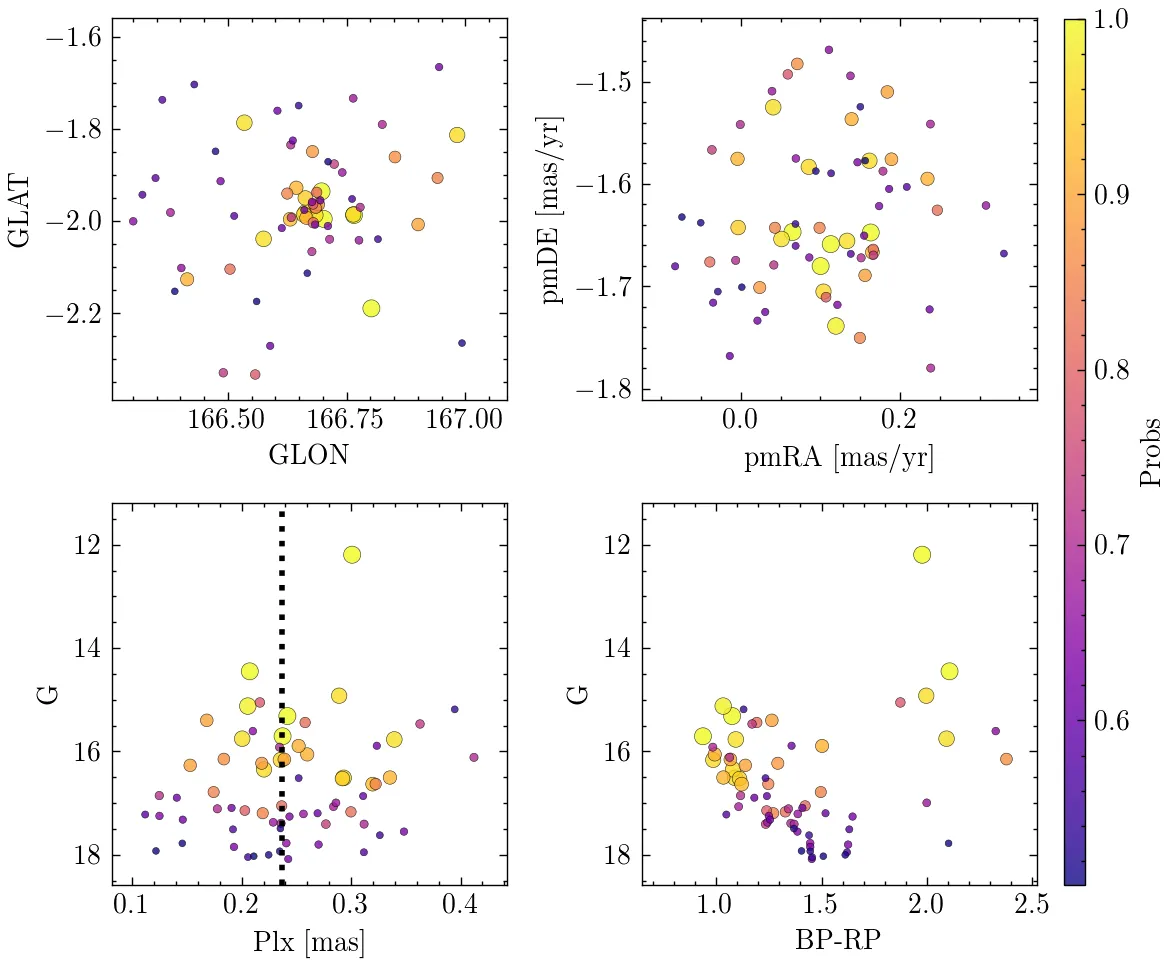 −1.6
−1.8
−2.0
−2.2
GLAT
166.50 166.75 167.00
GLON
−1.5
−1.6
−1.7
−1.8
pmDE [mas/yr]
0.0 0.2
pmRA [mas/yr]
12
14
16
18
G
0.1 0.2 0.3 0.4
Plx [mas]
12
14
16
18
G
1.0 1.5 2.0 2.5
BP-RP
1.0
0.9
0.8
0.7
0.6
Probs